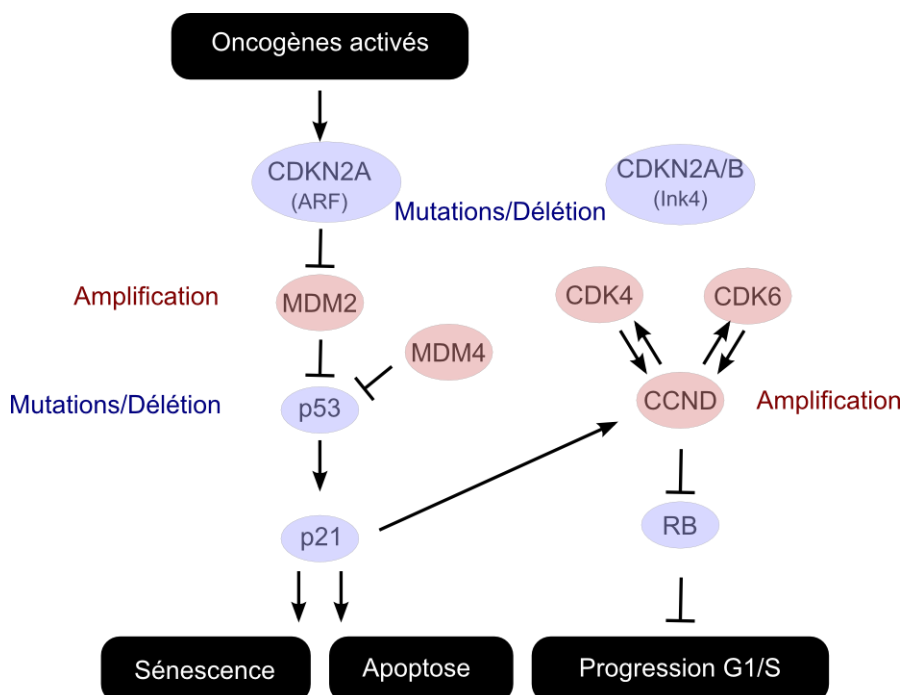 Oncogènes activés
CDKN2A
(ARF)
CDKN2A/B
(Ink4)
Mutations/Délétion
Amplification
MDM2
CDK4
CDK6
MDM4
Mutations/Délétion
p53
CCND
Amplification
p21
RB
Sénescence
Apoptose
Progression G1/S